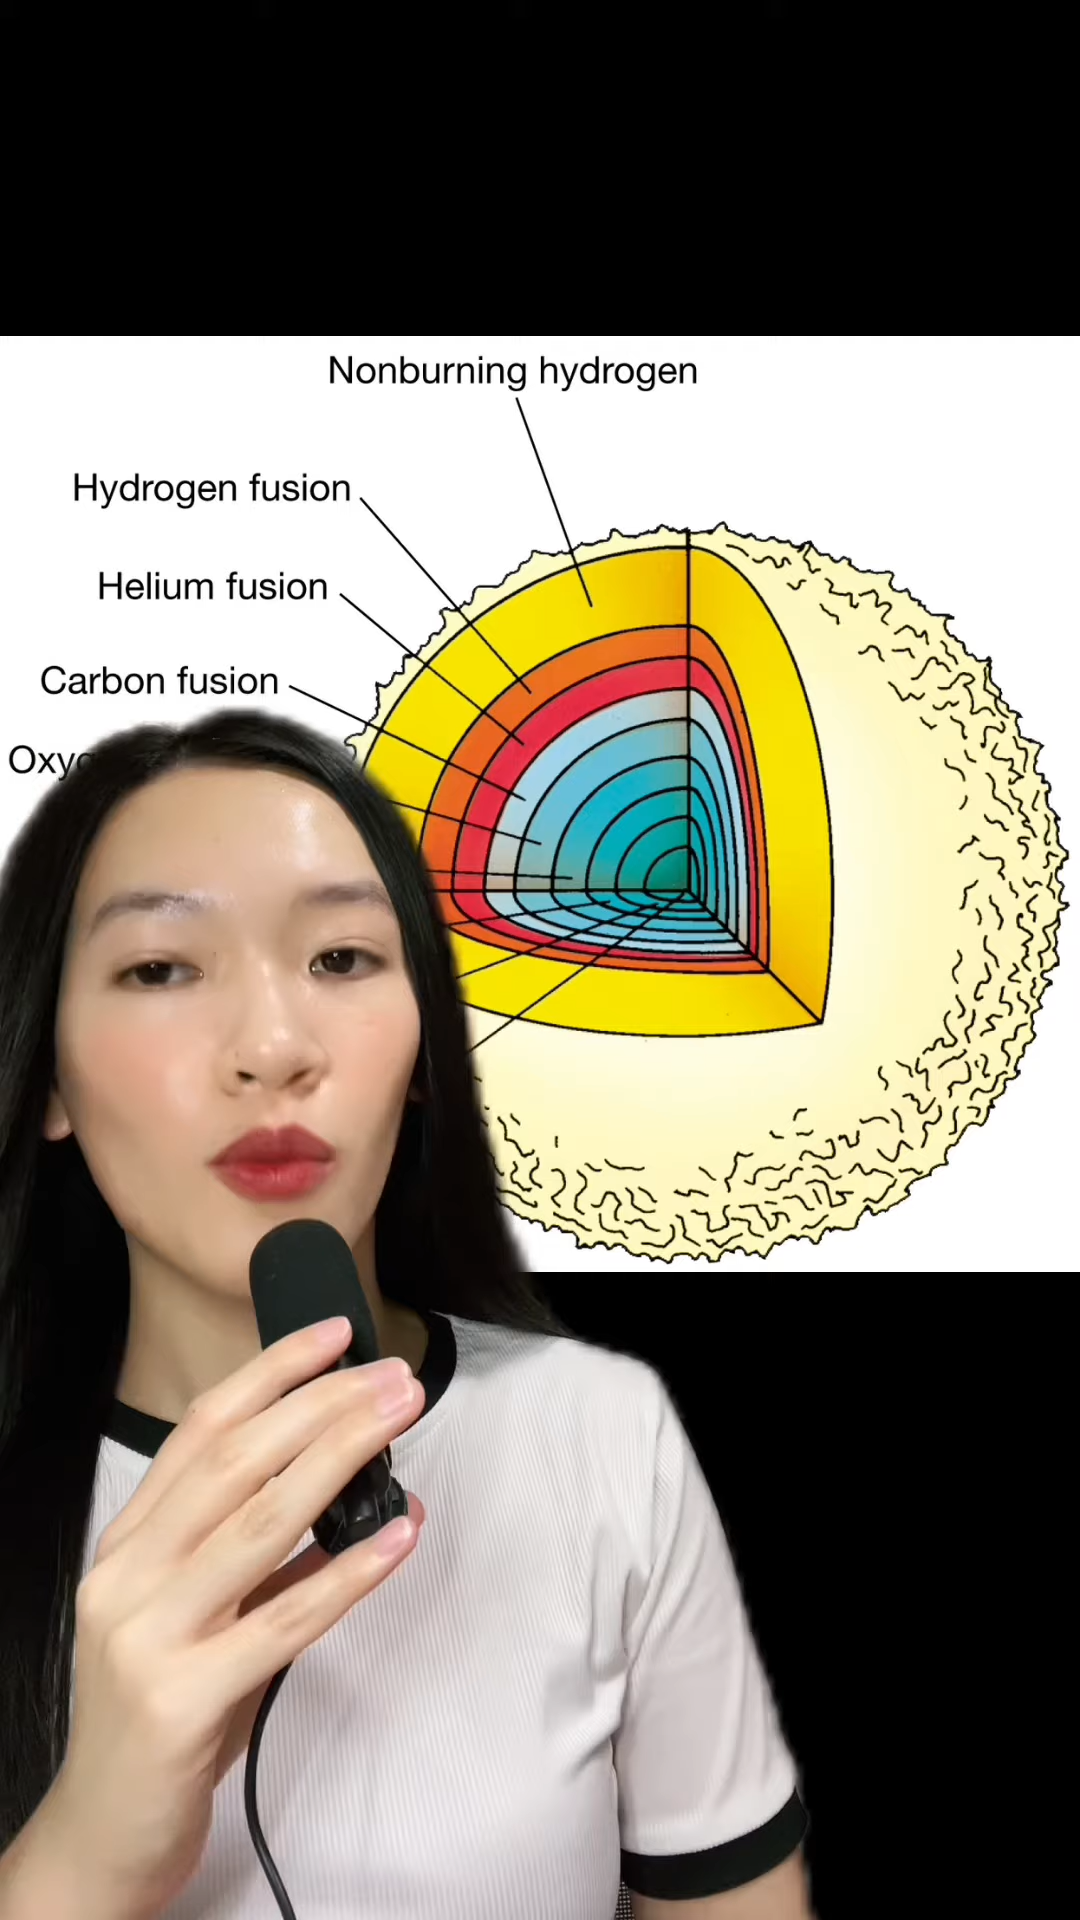 Nonburning hydrogen
Hydrogen fusion
Helium fusion
Carbon fusion